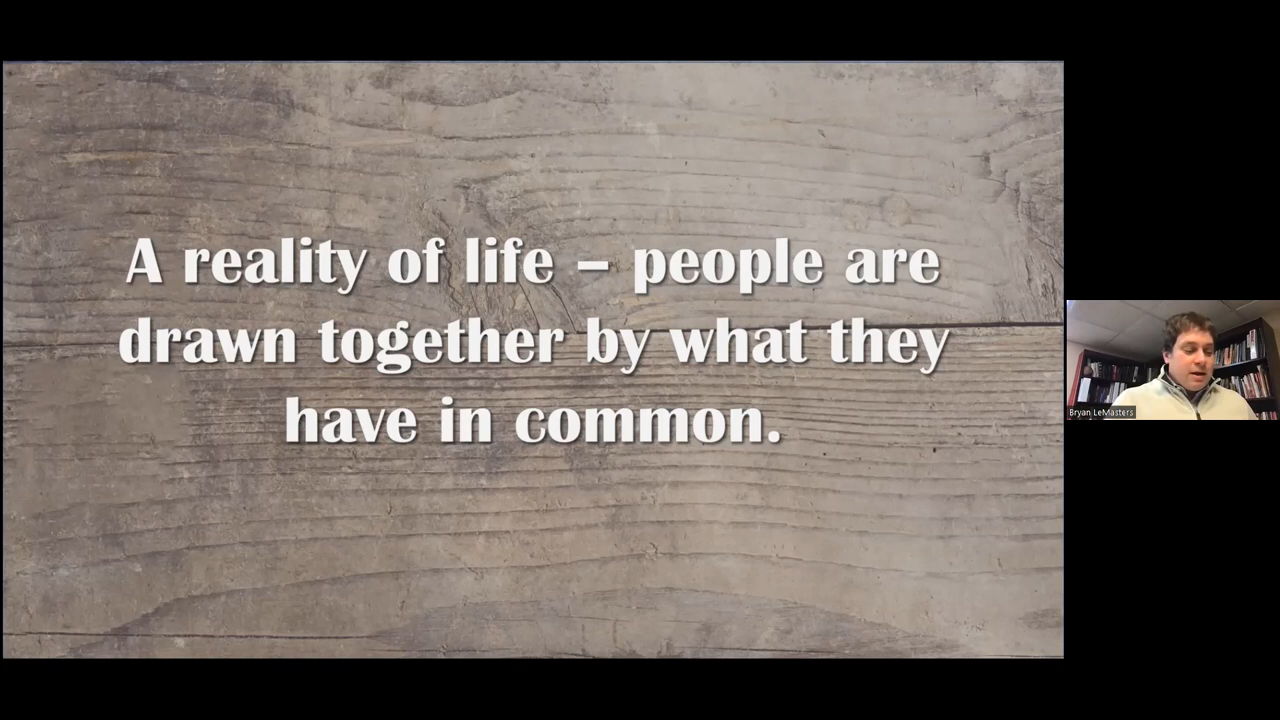 A reality of life – people are
drawn together by what they
have in common.
Bryan LeMasters